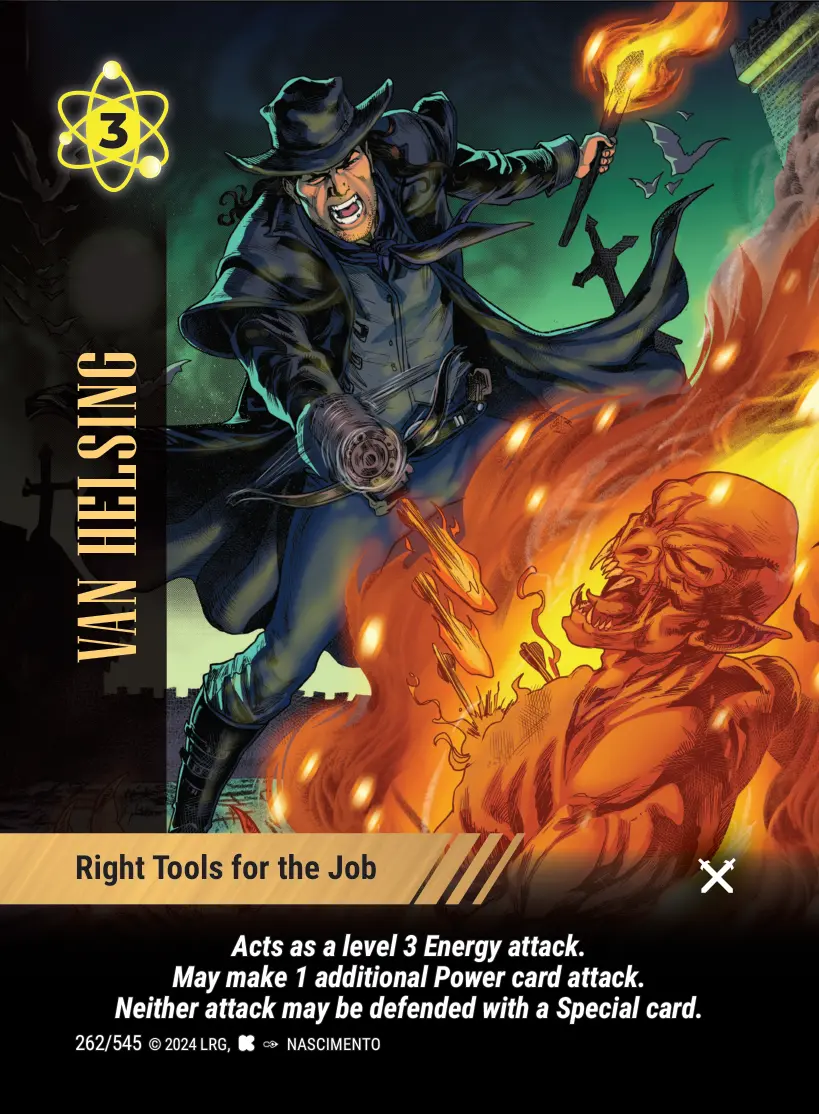 3
VAN HELSING
Right Tools for the Job
Acts as a level 3 Energy attack.
May make 1 additional Power card attack.
Neither attack may be defended with a Special card.
262/545 © 2024 LRG, K NASCIMENTO